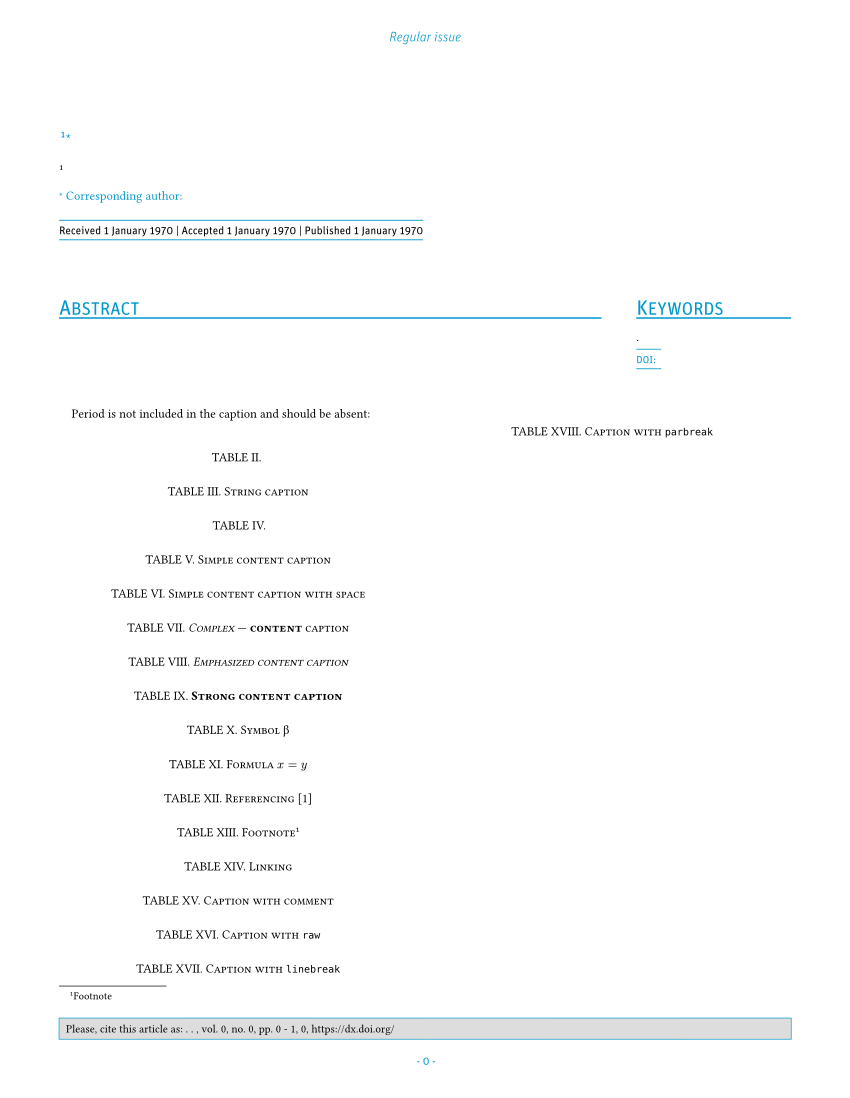 Regular issue
¹*
¹
* Corresponding author:
Received 1 January 1970 | Accepted 1 January 1970 | Published 1 January 1970
Abstract
Keywords
.
DOI:
Period is not included in the caption and should be absent:
TABLE II.
TABLE III. String caption
TABLE IV.
TABLE V. Simple content caption
TABLE VI. Simple content caption with space
TABLE VII. Complex — content caption
TABLE VIII. Emphasized content caption
TABLE IX. Strong content caption
TABLE X. Symbol β
TABLE XI. Formula x = y
TABLE XII. Referencing [1]
TABLE XIII. Footnote¹
TABLE XIV. Linking
TABLE XV. Caption with comment
TABLE XVI. Caption with raw
TABLE XVII. Caption with linebreak
¹Footnote
TABLE XVIII. Caption with parbreak
Please, cite this article as: . . , vol. 0, no. 0, pp. 0 - 1, 0, https://dx.doi.org/
- 0 -